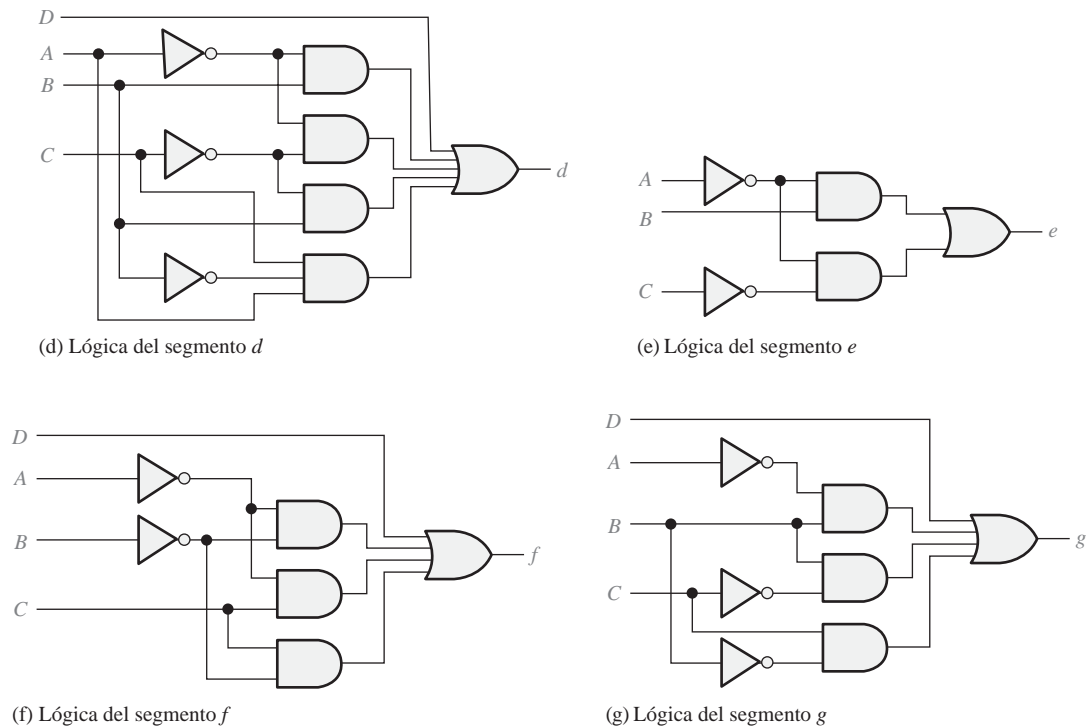 D
A
B
C
d
(d) Lógica del segmento d
A
B
C
e
(e) Lógica del segmento e
D
A
B
C
f
(f) Lógica del segmento f
D
A
B
C
g
(g) Lógica del segmento g